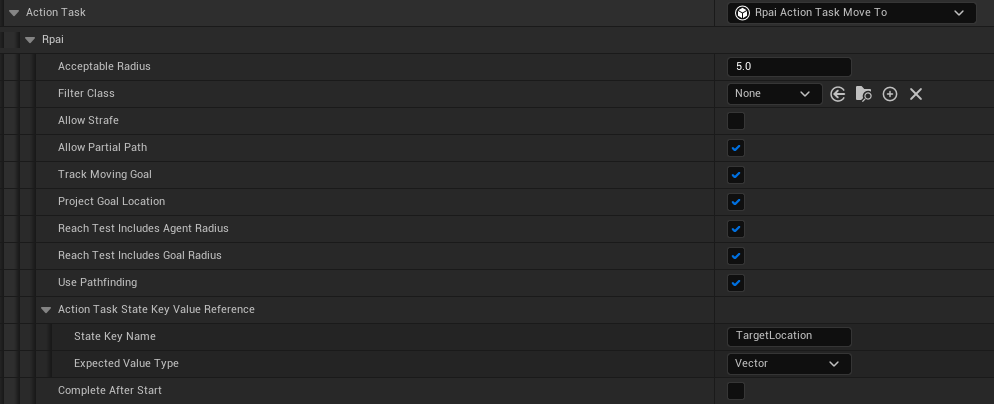 Action Task Rpai Action Task Move To
Rpai
Acceptable Radius 5.0
Filter Class None
Allow Strafe
Allow Partial Path
Track Moving Goal
Project Goal Location
Reach Test Includes Agent Radius
Reach Test Includes Goal Radius
Use Pathfinding
Action Task State Key Value Reference
State Key Name TargetLocation
Expected Value Type Vector
Complete After Start